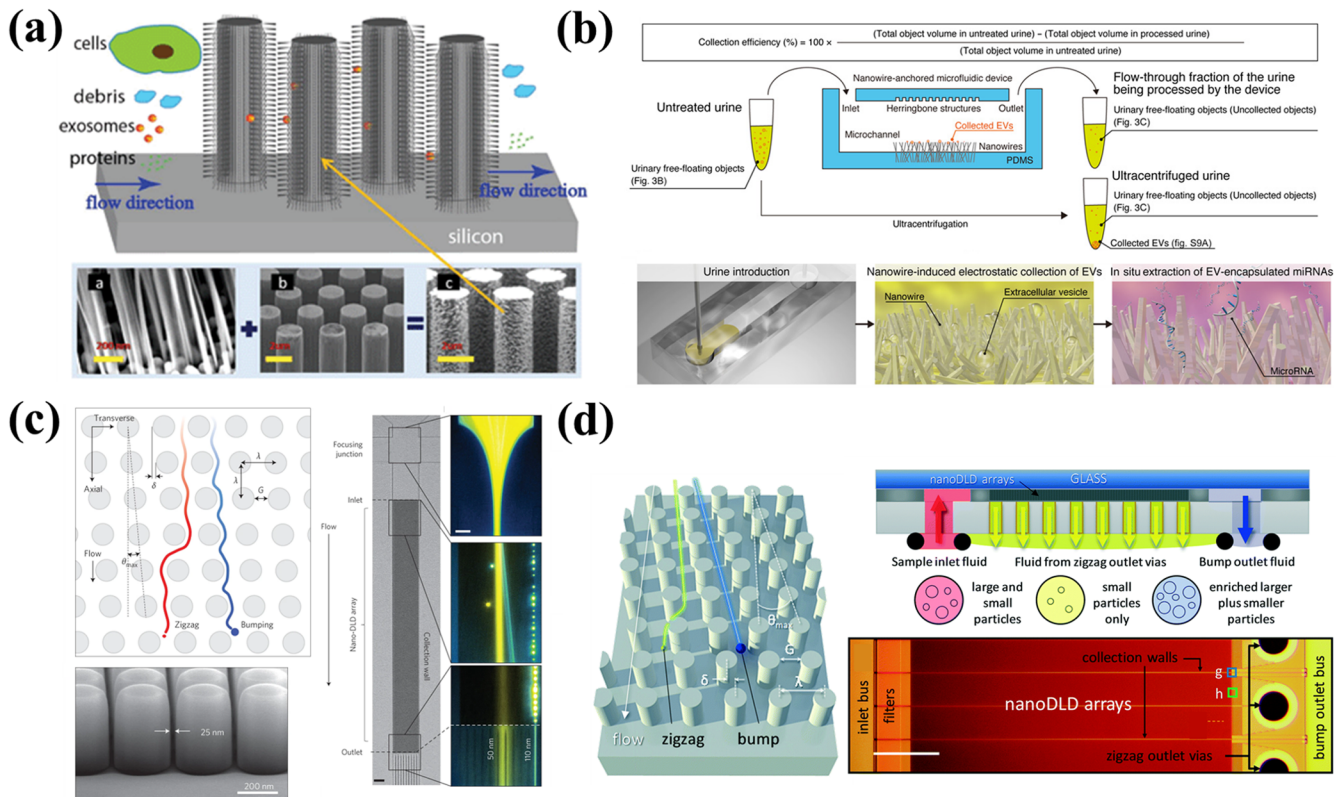 (a)
cells
debris
exosomes
proteins
flow direction
flow direction
silicon
a
200 nm
b
c
(b)
Collection efficiency (%) = 100 ×
(Total object volume in untreated urine) − (Total object volume in processed urine)
(Total object volume in untreated urine)
Untreated urine
Urinary free-floating objects
(Fig. 3B)
Nanowire-anchored microfluidic device
Inlet
Herringbone structures
Outlet
Microchannel
Collected EVs
Nanowires
PDMS
Flow-through fraction of the urine
being processed by the device
Urinary free-floating objects (Uncollected objects)
(Fig. 3C)
Ultracentrifuged urine
Urinary free-floating objects (Uncollected objects)
(Fig. 3C)
Ultracentrifugation
Collected EVs (fig. S9A)
Urine introduction
Nanowire-induced electrostatic collection of EVs
Nanowire
Extracellular vesicle
In situ extraction of EV-encapsulated miRNAs
MicroRNA
(c)
Transverse
Axial
δ
λ
λ
G
Flow
θmax
Zigzag
Bumping
25 nm
200 nm
Focusing
junction
Inlet
Flow
Nano-DLD array
Collection wall
Outlet
50 nm
110 nm
(d)
θmax
G
δ
λ
flow
zigzag
bump
nanoDLD arrays
GLASS
Sample inlet fluid
Fluid from zigzag outlet vias
Bump outlet fluid
large and
small
particles
small
particles
only
enriched larger
plus smaller
particles
inlet bus
filters
collection walls
g
h
nanoDLD arrays
zigzag outlet vias
bump outlet bus